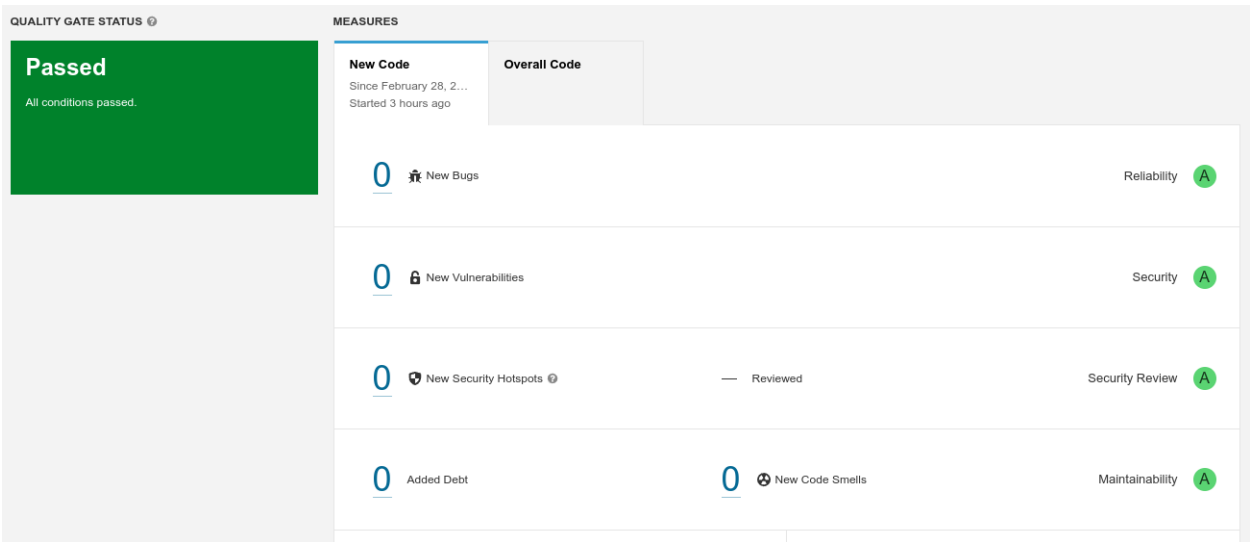 QUALITY GATE STATUS
MEASURES
Passed
All conditions passed.
New Code
Since February 28, 2...
Started 3 hours ago
Overall Code
0 New Bugs
Reliability A
0 New Vulnerabilities
Security A
0 New Security Hotspots
— Reviewed
Security Review A
0 Added Debt
0 New Code Smells
Maintainability A